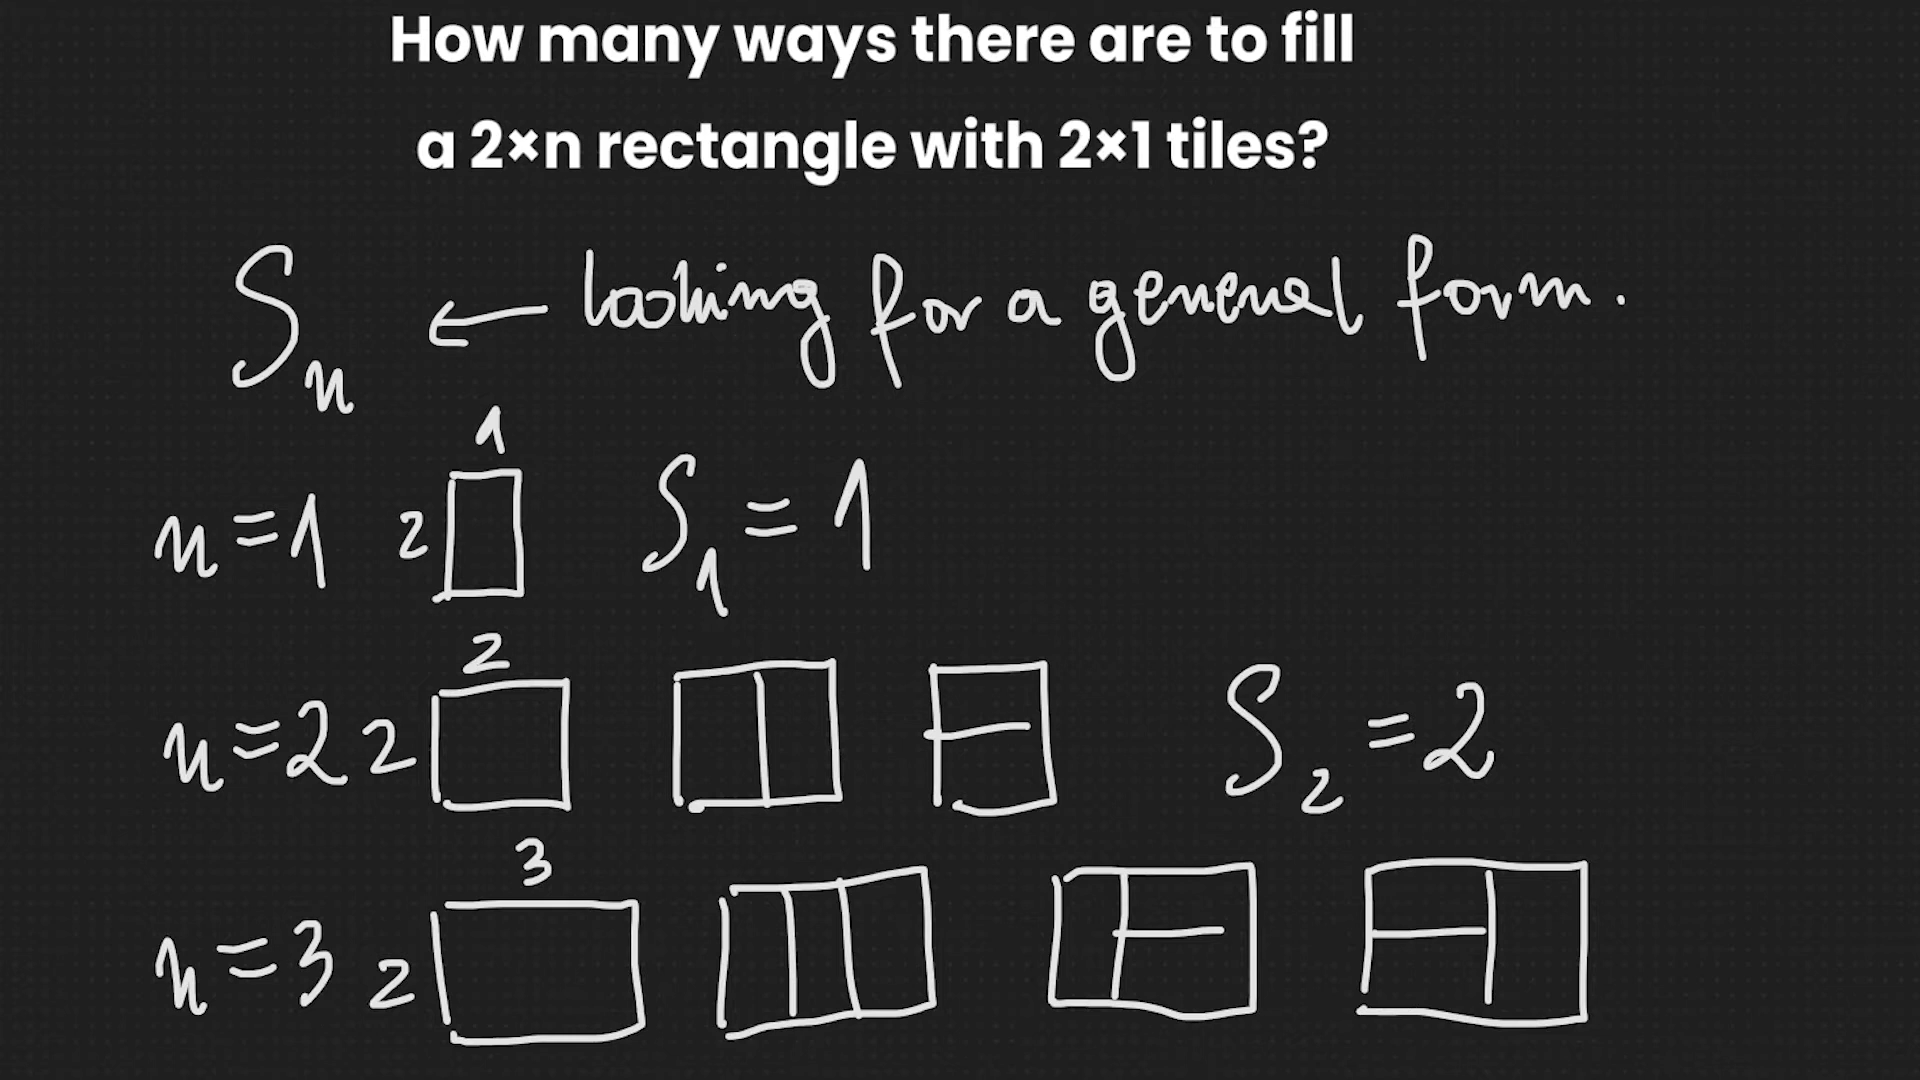 How many ways there are to fill
a 2×n rectangle with 2×1 tiles?
Sn ← looking for a general form.
1
n=1 2 S1 = 1
2
n=2 2 S2 = 2
3
n=3 2